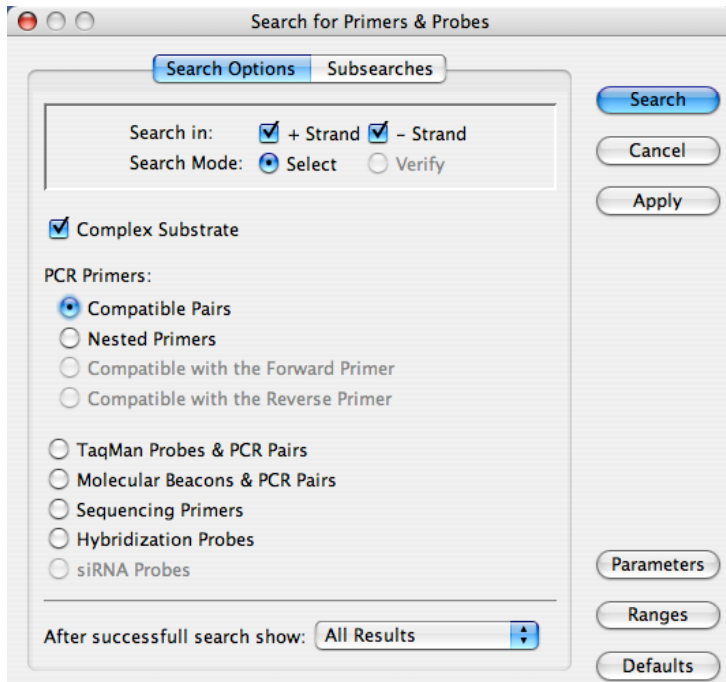 Search for Primers & Probes
Search Options Subsearches
Search in: + Strand - Strand
Search Mode: Select Verify
Complex Substrate
PCR Primers:
Compatible Pairs
Nested Primers
Compatible with the Forward Primer
Compatible with the Reverse Primer
TaqMan Probes & PCR Pairs
Molecular Beacons & PCR Pairs
Sequencing Primers
Hybridization Probes
siRNA Probes
After successfull search show: All Results
Search
Cancel
Apply
Parameters
Ranges
Defaults